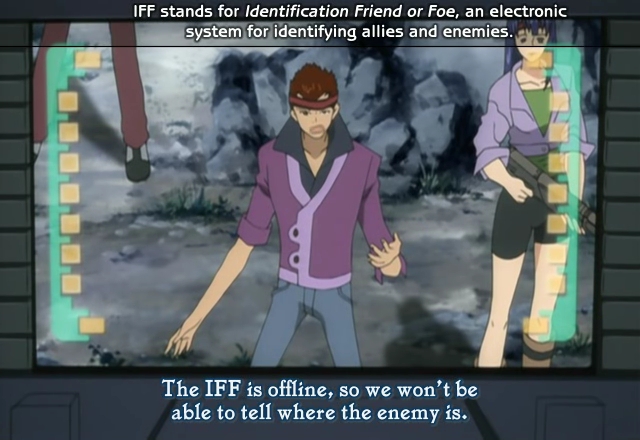 IFF stands for Identification Friend or Foe, an electronic
system for identifying allies and enemies.
The IFF is offline, so we won't be
able to tell where the enemy is.